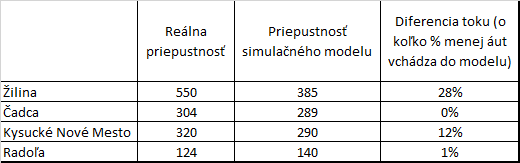 Reálna priepustnosť | Priepustnosť simulačného modelu | Diferencia toku (o koľko % menej áut vchádza do modelu)
Žilina | 550 | 385 | 28%
Čadca | 304 | 289 | 0%
Kysucké Nové Mesto | 320 | 290 | 12%
Radoľa | 124 | 140 | 1%